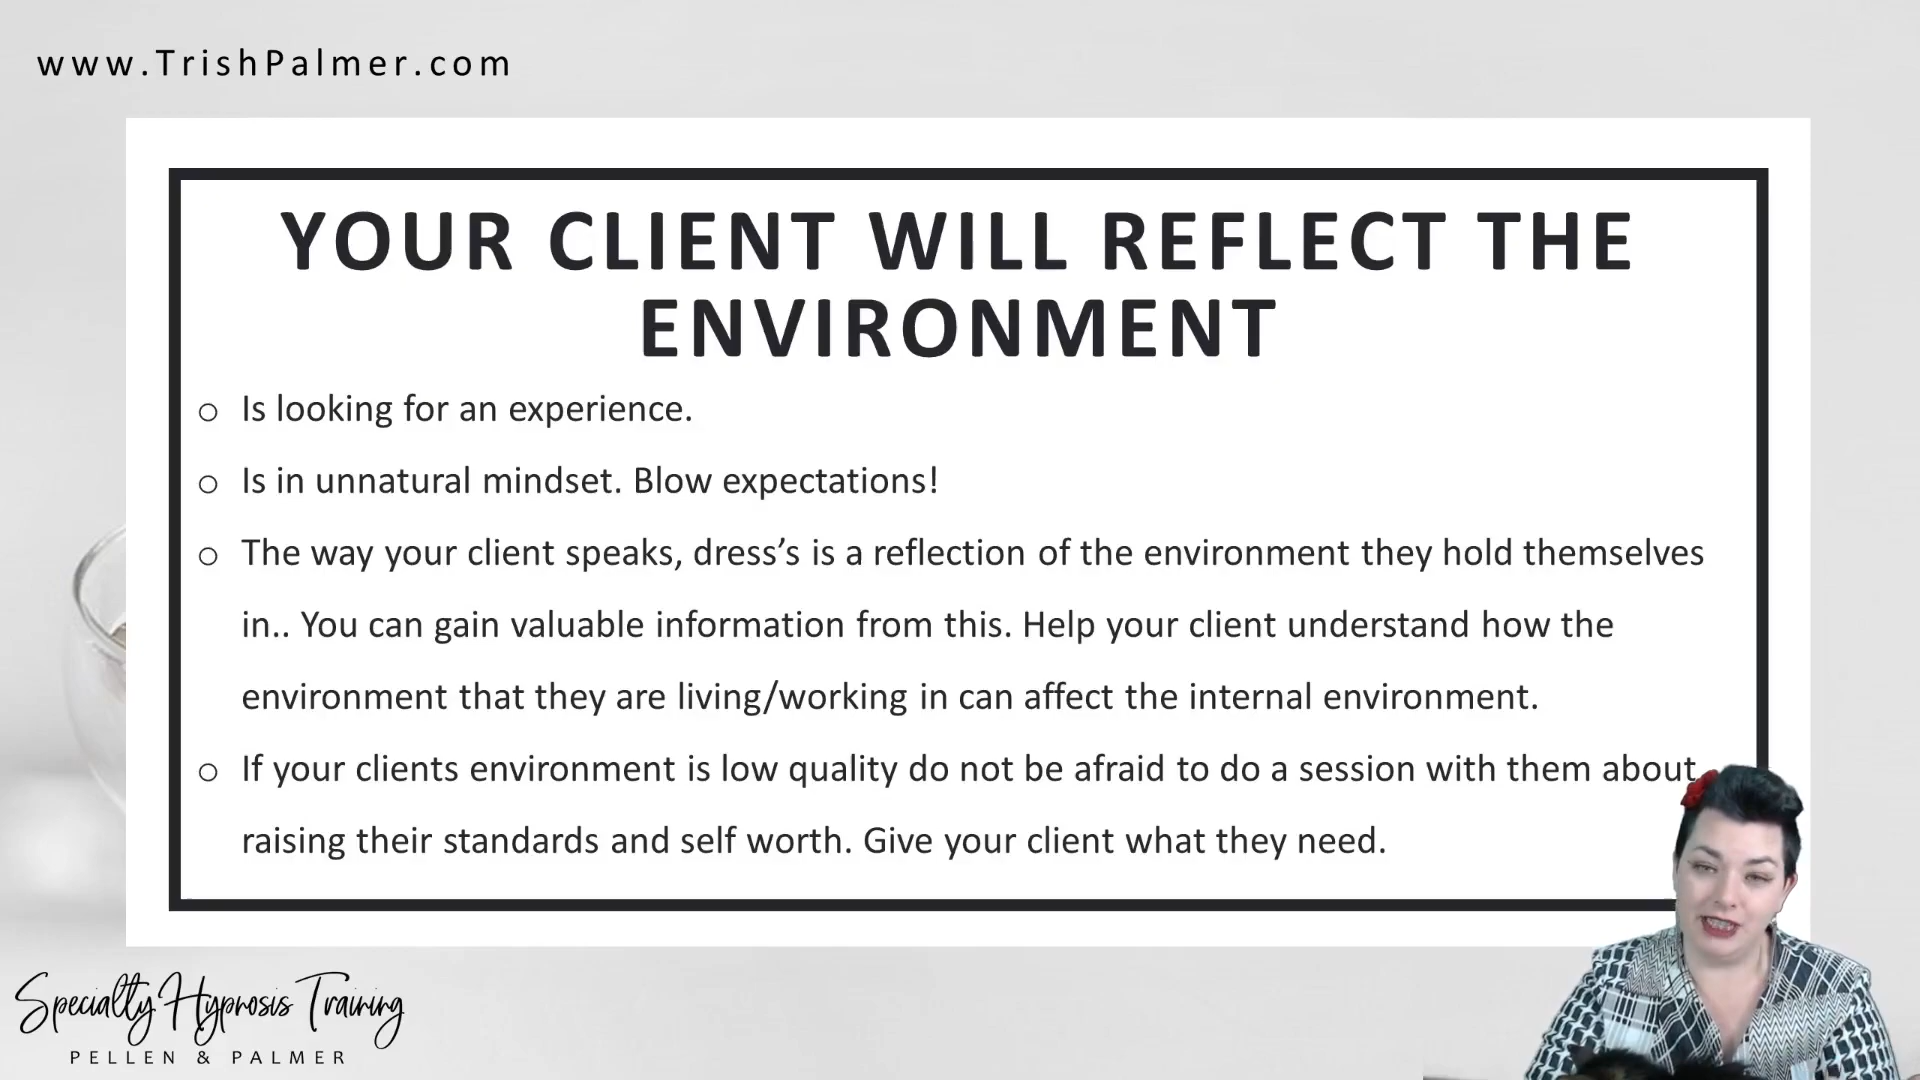 www.TrishPalmer.com
YOUR CLIENT WILL REFLECT THE
ENVIRONMENT
o Is looking for an experience.
o Is in unnatural mindset. Blow expectations!
o The way your client speaks, dress’s is a reflection of the environment they hold themselves
in.. You can gain valuable information from this. Help your client understand how the
environment that they are living/working in can affect the internal environment.
o If your clients environment is low quality do not be afraid to do a session with them about
raising their standards and self worth. Give your client what they need.
Specialty Hypnosis Training
PELLEN & PALMER